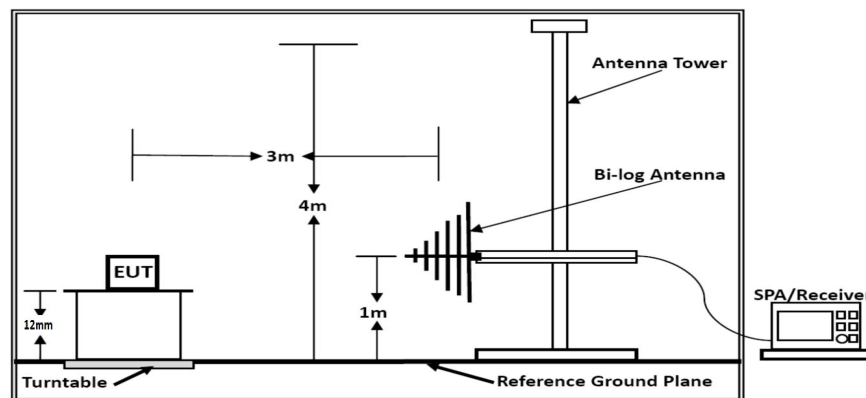 Antenna Tower
3m
Bi-log Antenna
4m
EUT
SPA/Receiver
12mm
1m
Turntable
Reference Ground Plane